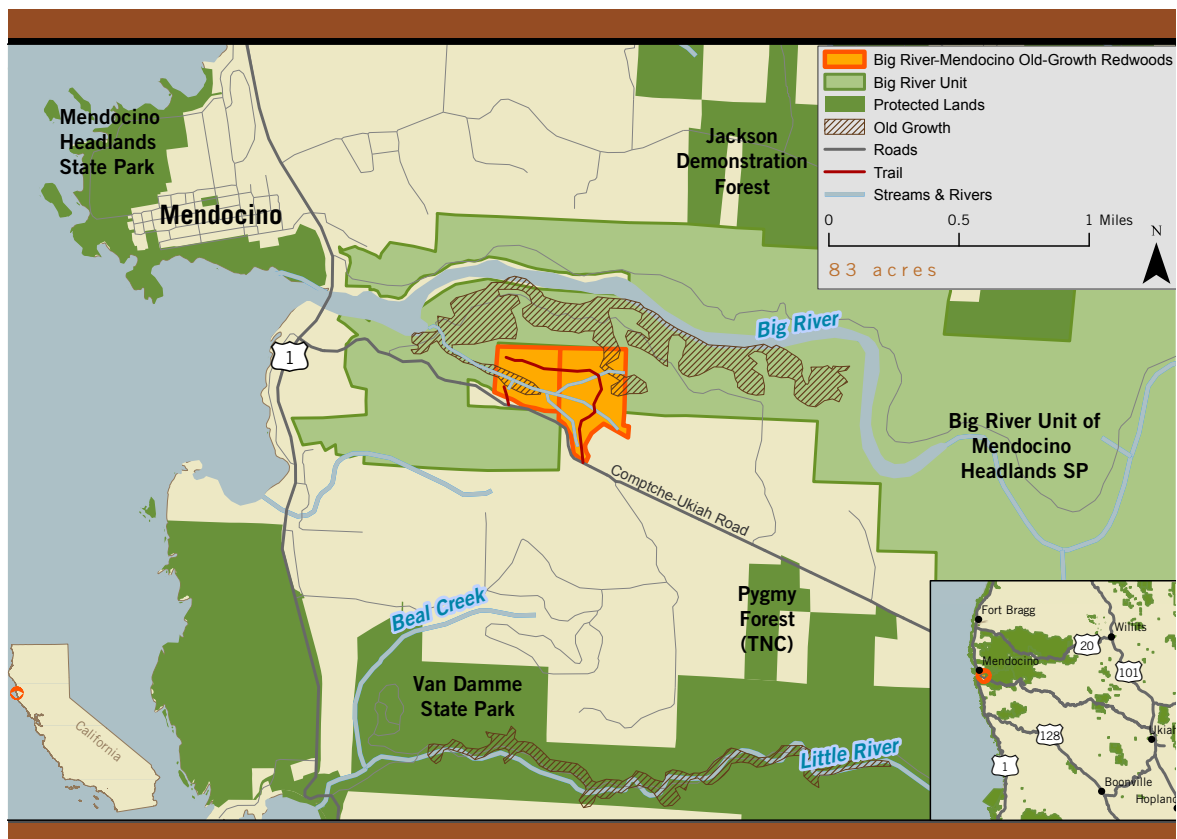 Big River-Mendocino Old-Growth Redwoods
Big River Unit
Protected Lands
Old Growth
Roads
Trail
Streams & Rivers
0 0.5 1 Miles
83 acres
N
Mendocino
Headlands
State Park
Mendocino
Jackson
Demonstration
Forest
Big River
1
Big River Unit of
Mendocino
Headlands SP
Comptche-Ukiah Road
Beal Creek
Pygmy
Forest
(TNC)
Van Damme
State Park
Little River
California
Fort Bragg
Willits
20
Mendocino
101
128
Ukiah
1
Boonville
Hopland